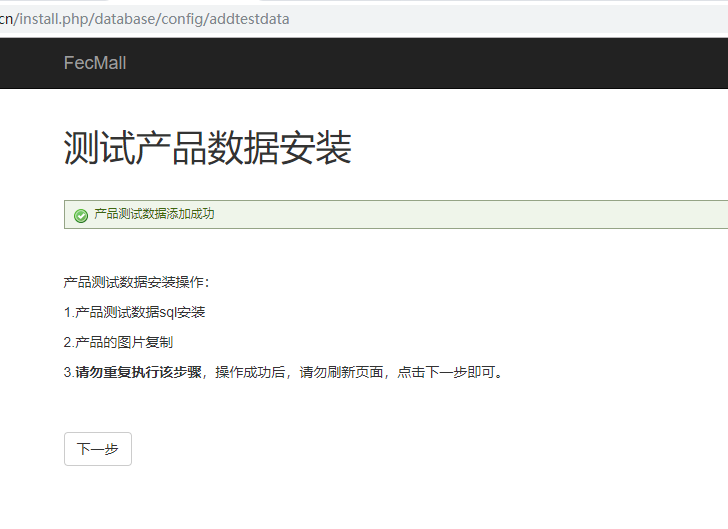 cn/install.php/database/config/addtestdata
FecMall
测试产品数据安装
产品测试数据添加成功
产品测试数据安装操作：
1.产品测试数据sql安装
2.产品的图片复制
3.请勿重复执行该步骤，操作成功后，请勿刷新页面，点击下一步即可。
下一步